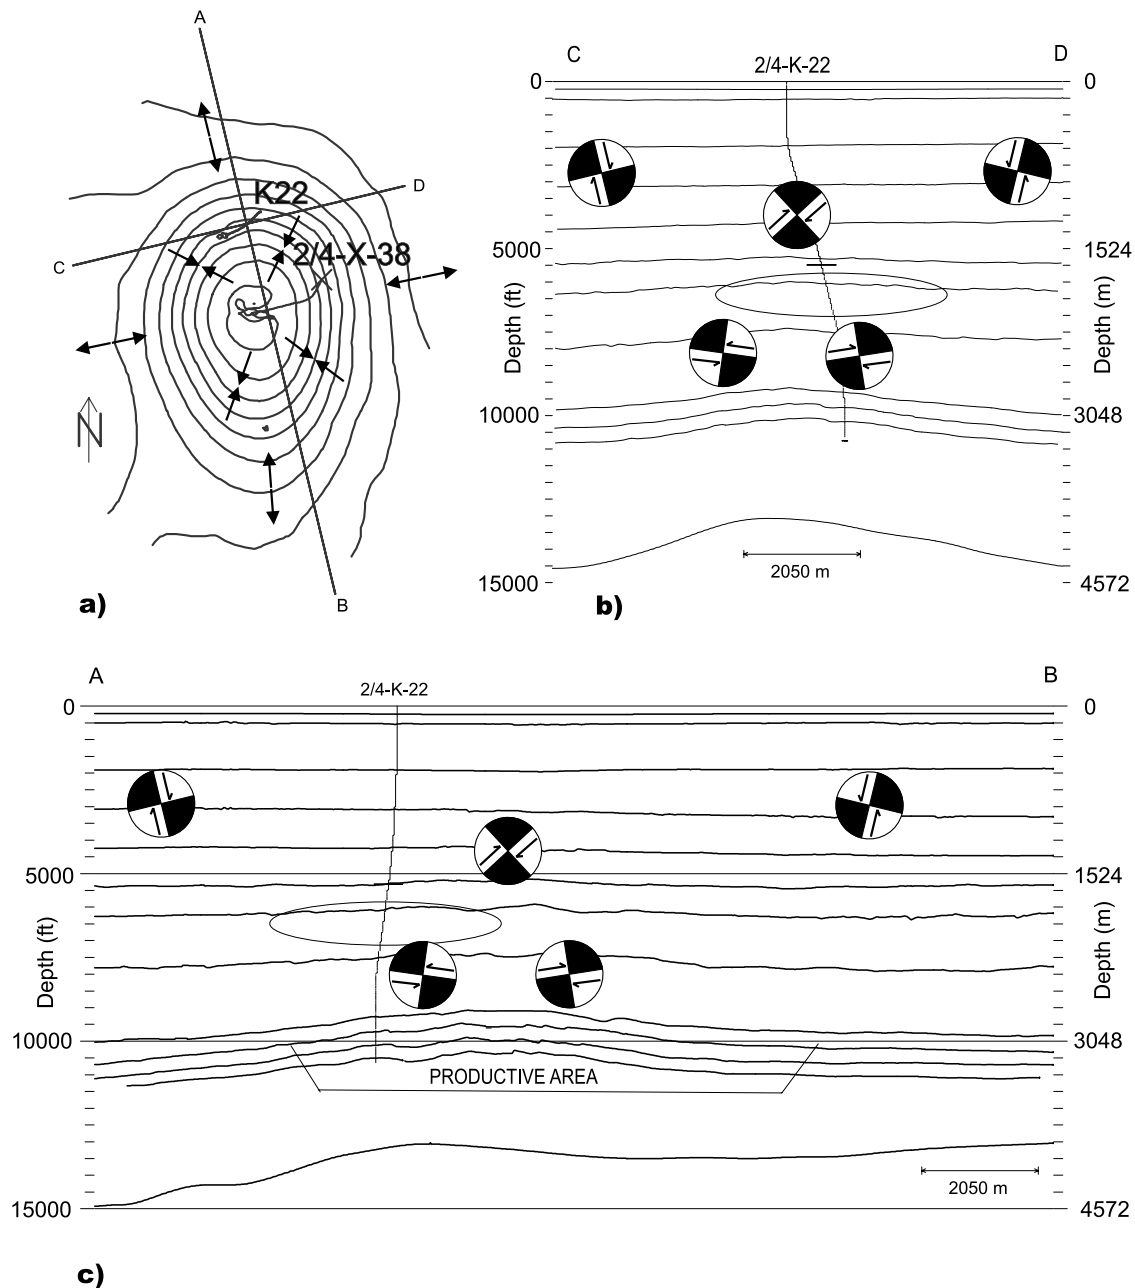 A
D
K22
2/4-X-38
C
N
B
a)
C
D
2/4-K-22
0
0
5000
1524
Depth (ft)
Depth (m)
10000
3048
2050 m
15000
4572
b)
A
B
2/4-K-22
0
0
5000
1524
Depth (ft)
Depth (m)
10000
3048
PRODUCTIVE AREA
2050 m
15000
4572
c)